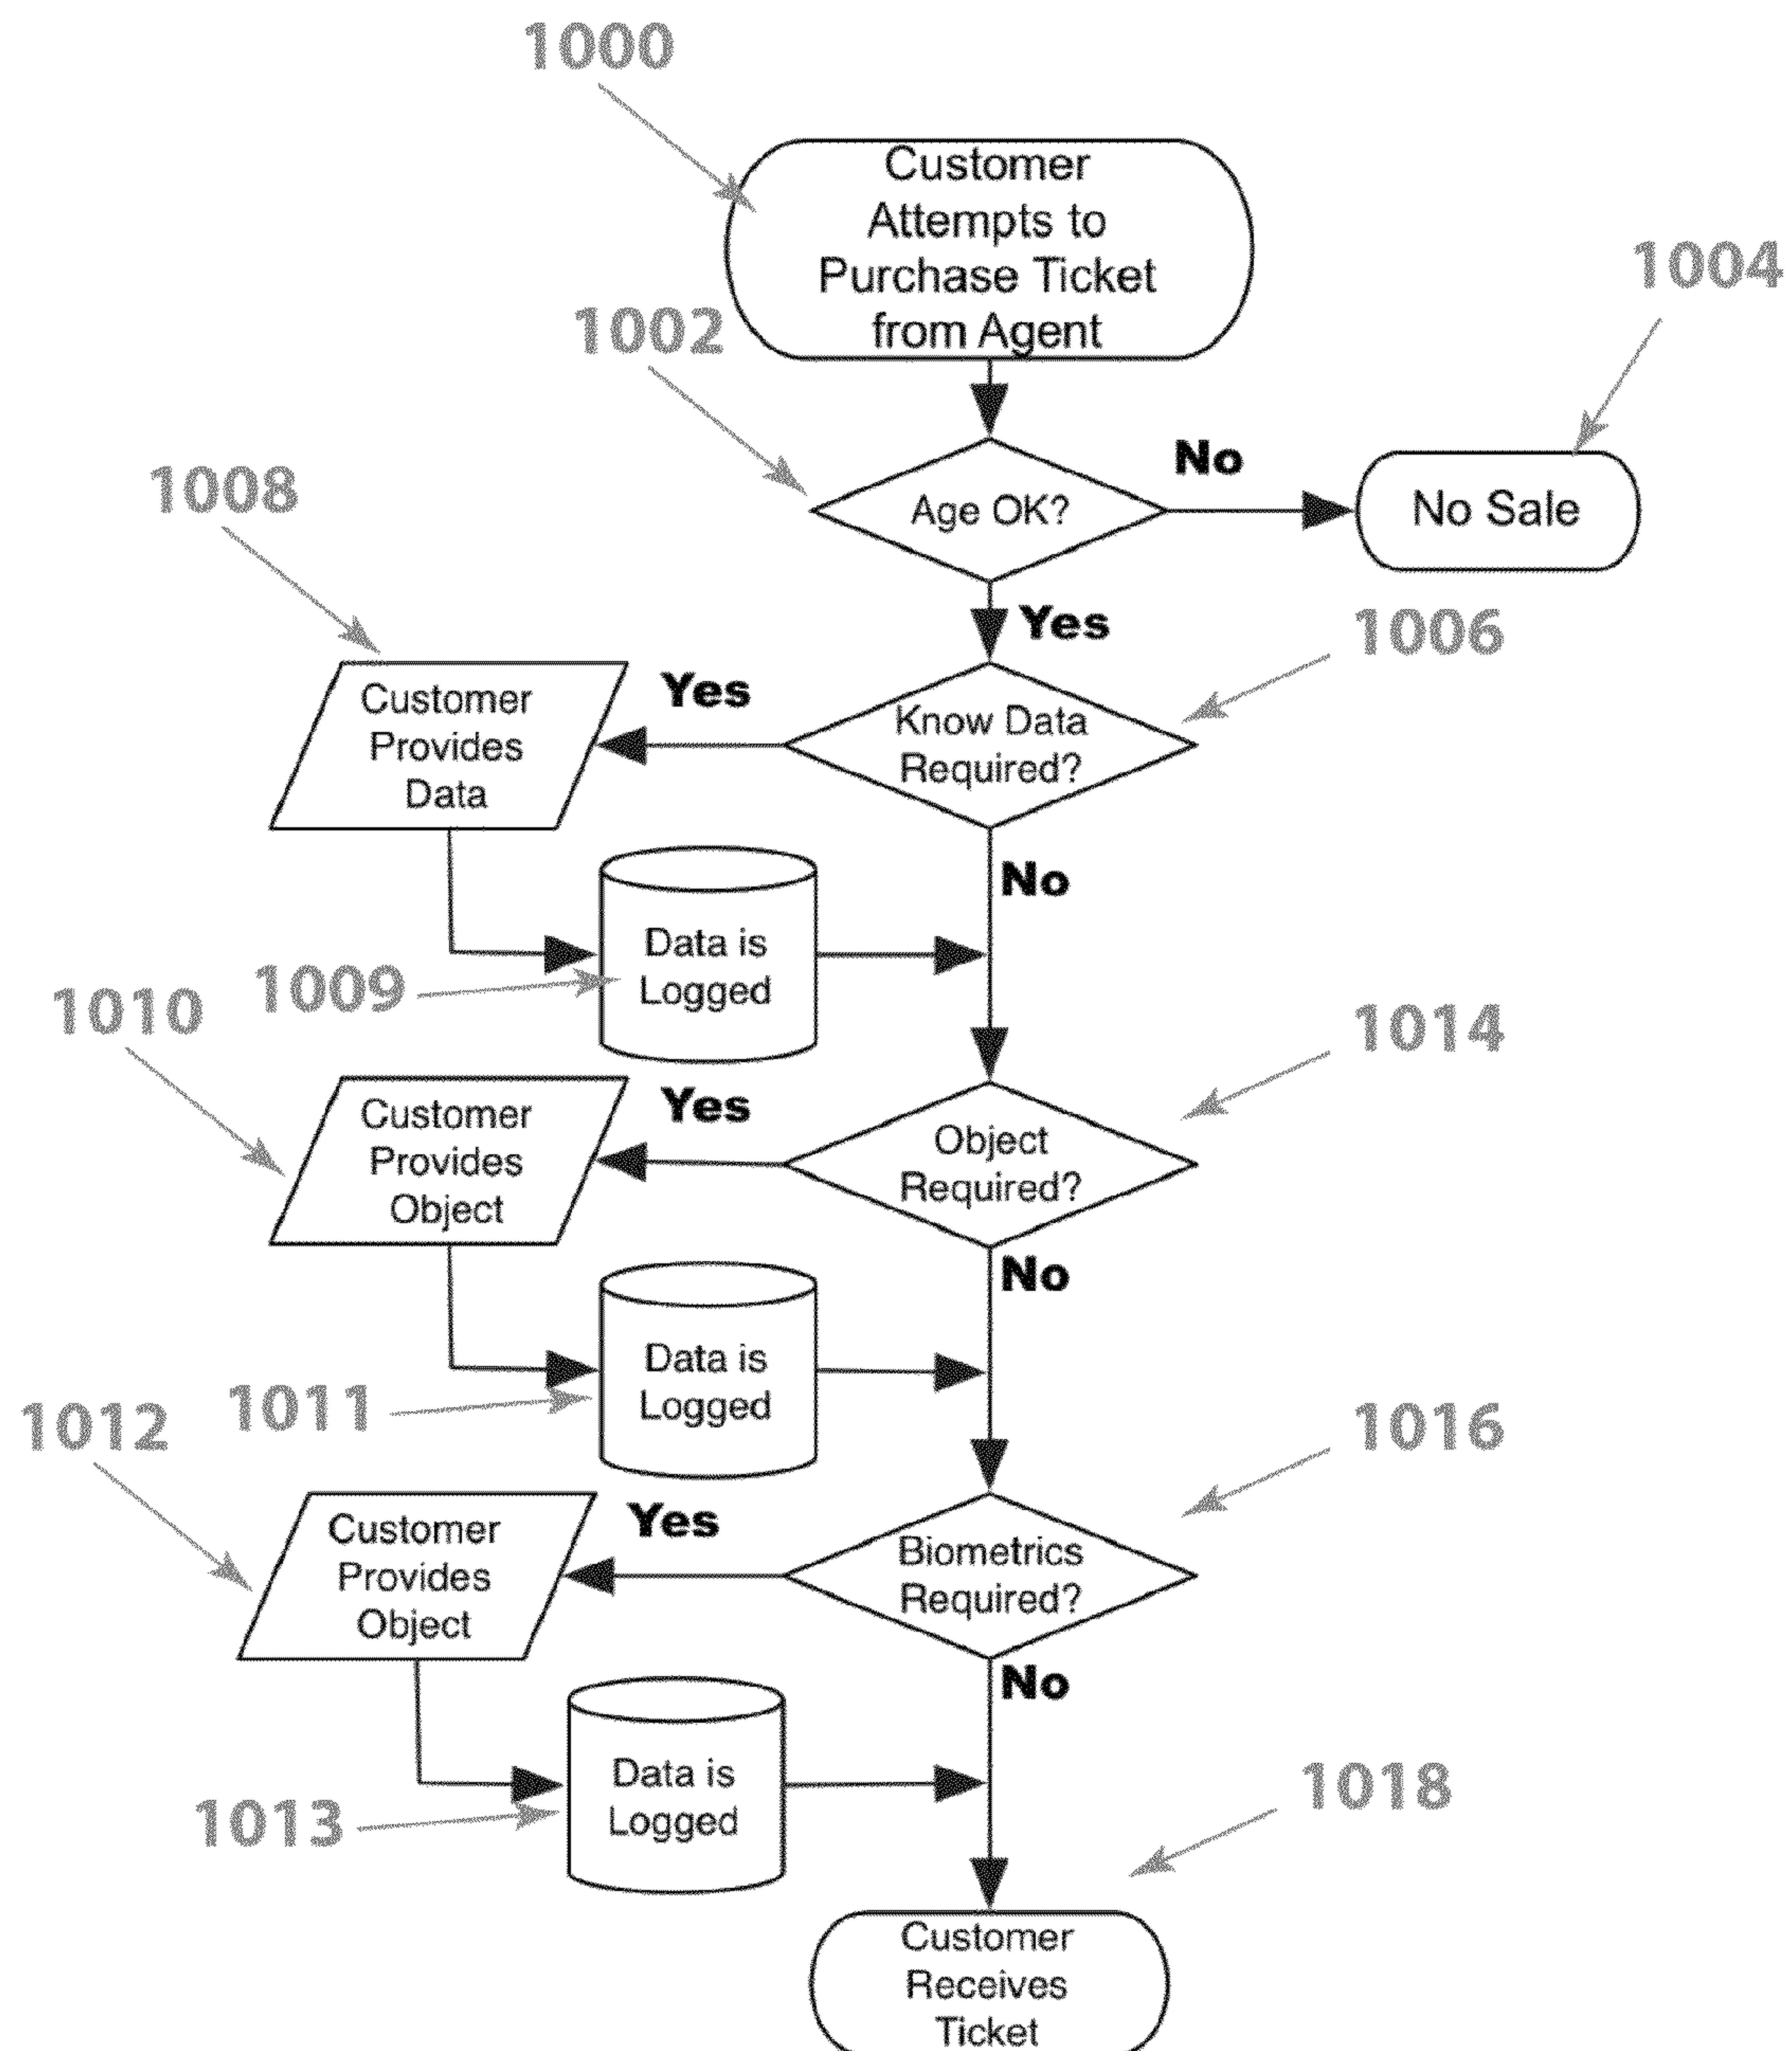 1000
Customer
Attempts to
Purchase Ticket
from Agent
1004
1002
No
Age OK?
No Sale
1008
Yes
1006
Customer
Provides
Data
Yes
Know Data
Required?
No
Data is
Logged
1009
1010
1014
Customer
Provides
Object
Yes
Object
Required?
No
Data is
Logged
1011
1012
1016
Customer
Provides
Object
Yes
Biometrics
Required?
No
Data is
Logged
1013
1018
Customer
Receives
Ticket